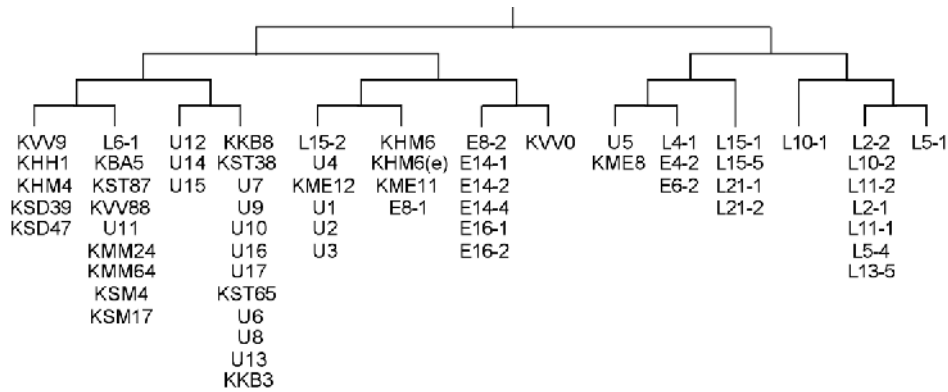 KVV9 L6-1 U12 KKB8 L15-2 KHM6 E8-2 KVV0 U5 L4-1 L15-1 L10-1 L2-2 L5-1
KHH1 KBA5 U14 KST38 U4 KHM6(e) E14-1 KME8 E4-2 L15-5 L10-2
KHM4 KST87 U15 U7 KME12 KME11 E14-2 E6-2 L21-1 L11-2
KSD39 KVV88 U9 U1 E8-1 E14-4 L21-2 L2-1
KSD47 U11 U10 U2 E16-1 L11-1
KMM24 U16 U3 E16-2 L5-4
KMM64 U17 L13-5
KSM4 KST65
KSM17 U6
U8
U13
KKB3